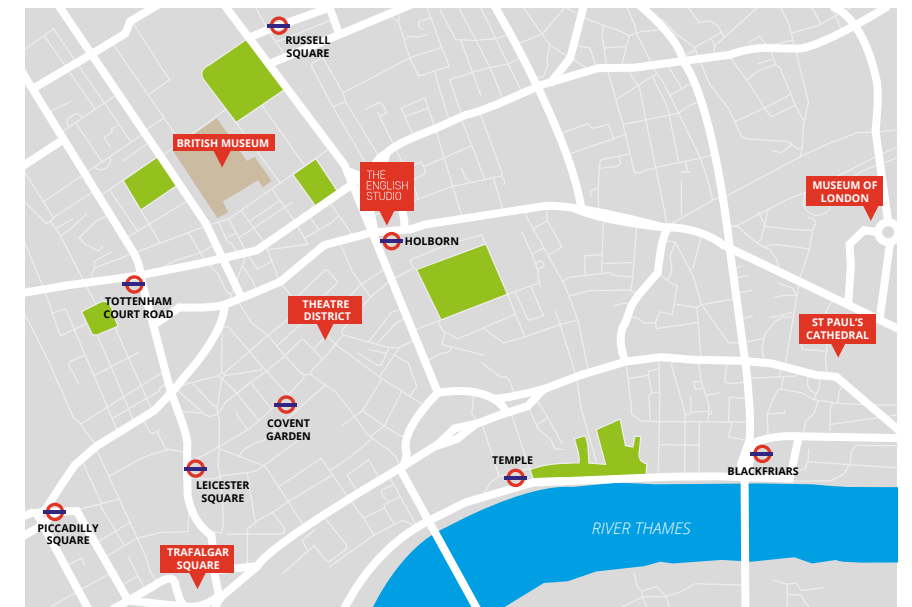 RUSSELL
SQUARE
BRITISH MUSEUM
THE
ENGLISH
STUDIO
MUSEUM OF
LONDON
HOLBORN
TOTTENHAM
COURT ROAD
THEATRE
DISTRICT
ST PAUL'S
CATHEDRAL
COVENT
GARDEN
TEMPLE
BLACKFRIARS
LEICESTER
SQUARE
PICCADILLY
SQUARE
RIVER THAMES
TRAFALGAR
SQUARE